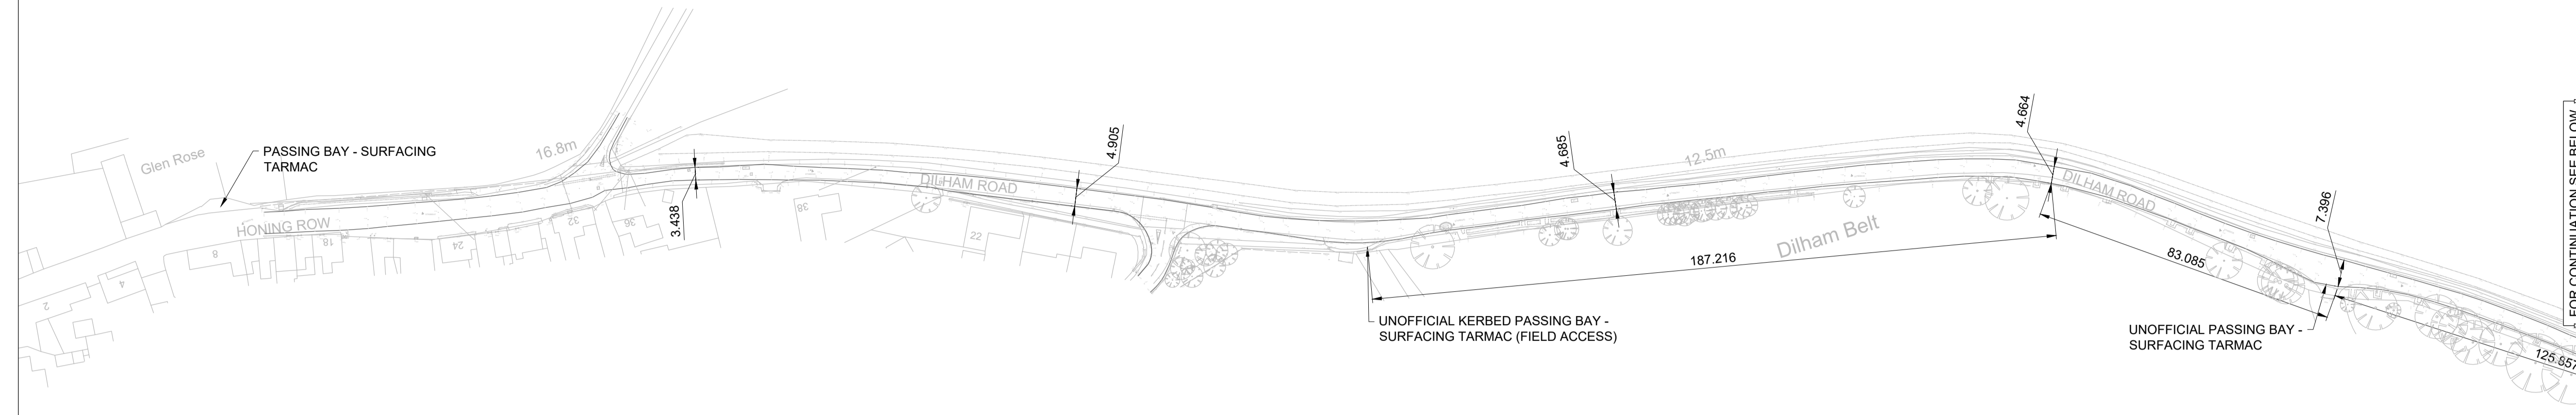 Glen Rose
PASSING BAY - SURFACING
TARMAC
16.8m
HONING ROW
2
4
8
18
24
32
36
3.438
38
DILHAM ROAD
22
4.905
4.685
12.5m
Dilham Belt
187.216
UNOFFICIAL KERBED PASSING BAY -
SURFACING TARMAC (FIELD ACCESS)
4.664
DILHAM ROAD
83.085
7.396
UNOFFICIAL PASSING BAY -
SURFACING TARMAC
125.857
FOR CONTINUATION SEE BELOW